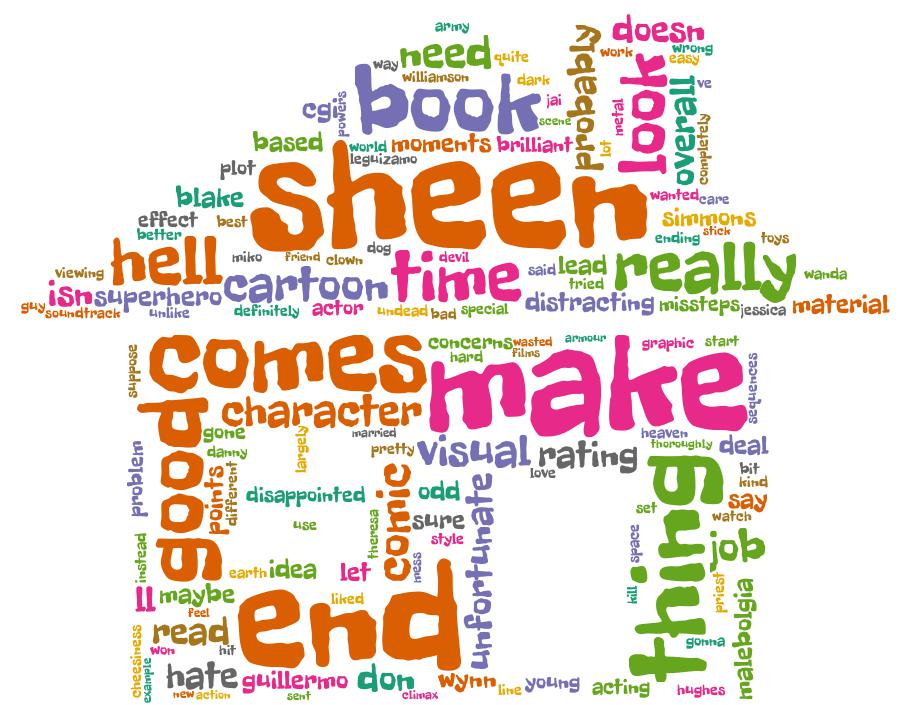 army
need
quite
way
williamson
dark
book
jai
cgi
powers
scene
probably
doesn
work
wrong
easy
look
metal
lot
overall
ve
completely
based
world
moments
brilliant
plot
leguizamo
sheen
blake
effect
best
better
wanted
care
simmons
ending
stick
toys
hell
miko
friend
clown
dog
devil
time
said
lead
tried
really
wanda
viewing
isn
superhero
cartoon
guy
soundtrack
unlike
definitely
actor
undead
bad
special
distracting
missteps
jessica
material
suppose
comes
concerns
wasted
hard
films
armour
graphic
start
make
sequences
good
character
gone
danny
largely
married
pretty
visual
rating
love
heaven
thoroughly
deal
problem
points
different
disappointed
use
theresa
comic
odd
sure
style
mess
unfortunate
bit
kind
say
watch
set
thing
space
job
instead
earth
idea
let
ll
maybe
feel
liked
end
kill
priest
malebolgia
gonna
read
won
hit
cheesiness
example
hate
guillermo
don
wynn
new
action
sent
climax
line
young
acting
hughes